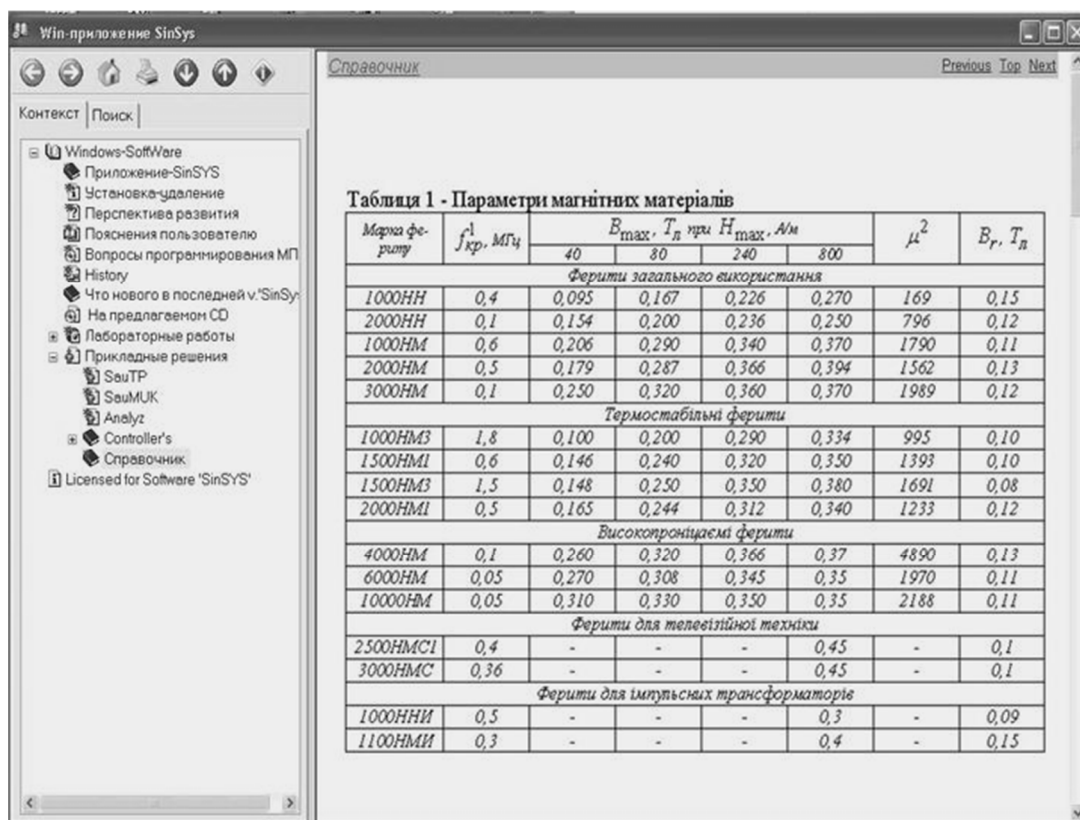 Win-приложение SinSys
Контекст Поиск
Windows-SoftWare
Приложение-SinSYS
Установка-удаление
Перспектива развития
Пояснения пользователю
Вопросы программирования МП
History
Что нового в последней v.'SinSy
На предлагаемом CD
Лабораторные работы
Прикладные решения
SauTP
SauMUK
Analyz
Controller's
Справочник
Licensed for Software 'SinSYS'
Справочник Previous Top Next
Таблиця 1 - Параметри магнітних матеріалів
Марка фе- f¹кр, МГц Bmax, Тл при Hmax, А/м μ² Br, Тл
риту 40 80 240 800
Ферити загального використання
1000НН 0,4 0,095 0,167 0,226 0,270 169 0,15
2000НН 0,1 0,154 0,200 0,236 0,250 796 0,12
1000НМ 0,6 0,206 0,290 0,340 0,370 1790 0,11
2000НМ 0,5 0,179 0,287 0,366 0,394 1562 0,13
3000НМ 0,1 0,250 0,320 0,360 0,370 1989 0,12
Термостабільні ферити
1000НМ3 1,8 0,100 0,200 0,290 0,334 995 0,10
1500НМ1 0,6 0,146 0,240 0,320 0,350 1393 0,10
1500НМ3 1,5 0,148 0,250 0,350 0,380 1691 0,08
2000НМ1 0,5 0,165 0,244 0,312 0,340 1233 0,12
Високопроніцаємі ферити
4000НМ 0,1 0,260 0,320 0,366 0,37 4890 0,13
6000НМ 0,05 0,270 0,308 0,345 0,35 1970 0,11
10000НМ 0,05 0,310 0,330 0,350 0,35 2188 0,11
Ферити для телевізійної техніки
2500НМС1 0,4 - - - 0,45 - 0,1
3000НМС 0,36 - - - 0,45 - 0,1
Ферити для імпульсних трансформаторів
1000ННИ 0,5 - - - 0,3 - 0,09
1100НМИ 0,3 - - - 0,4 - 0,15